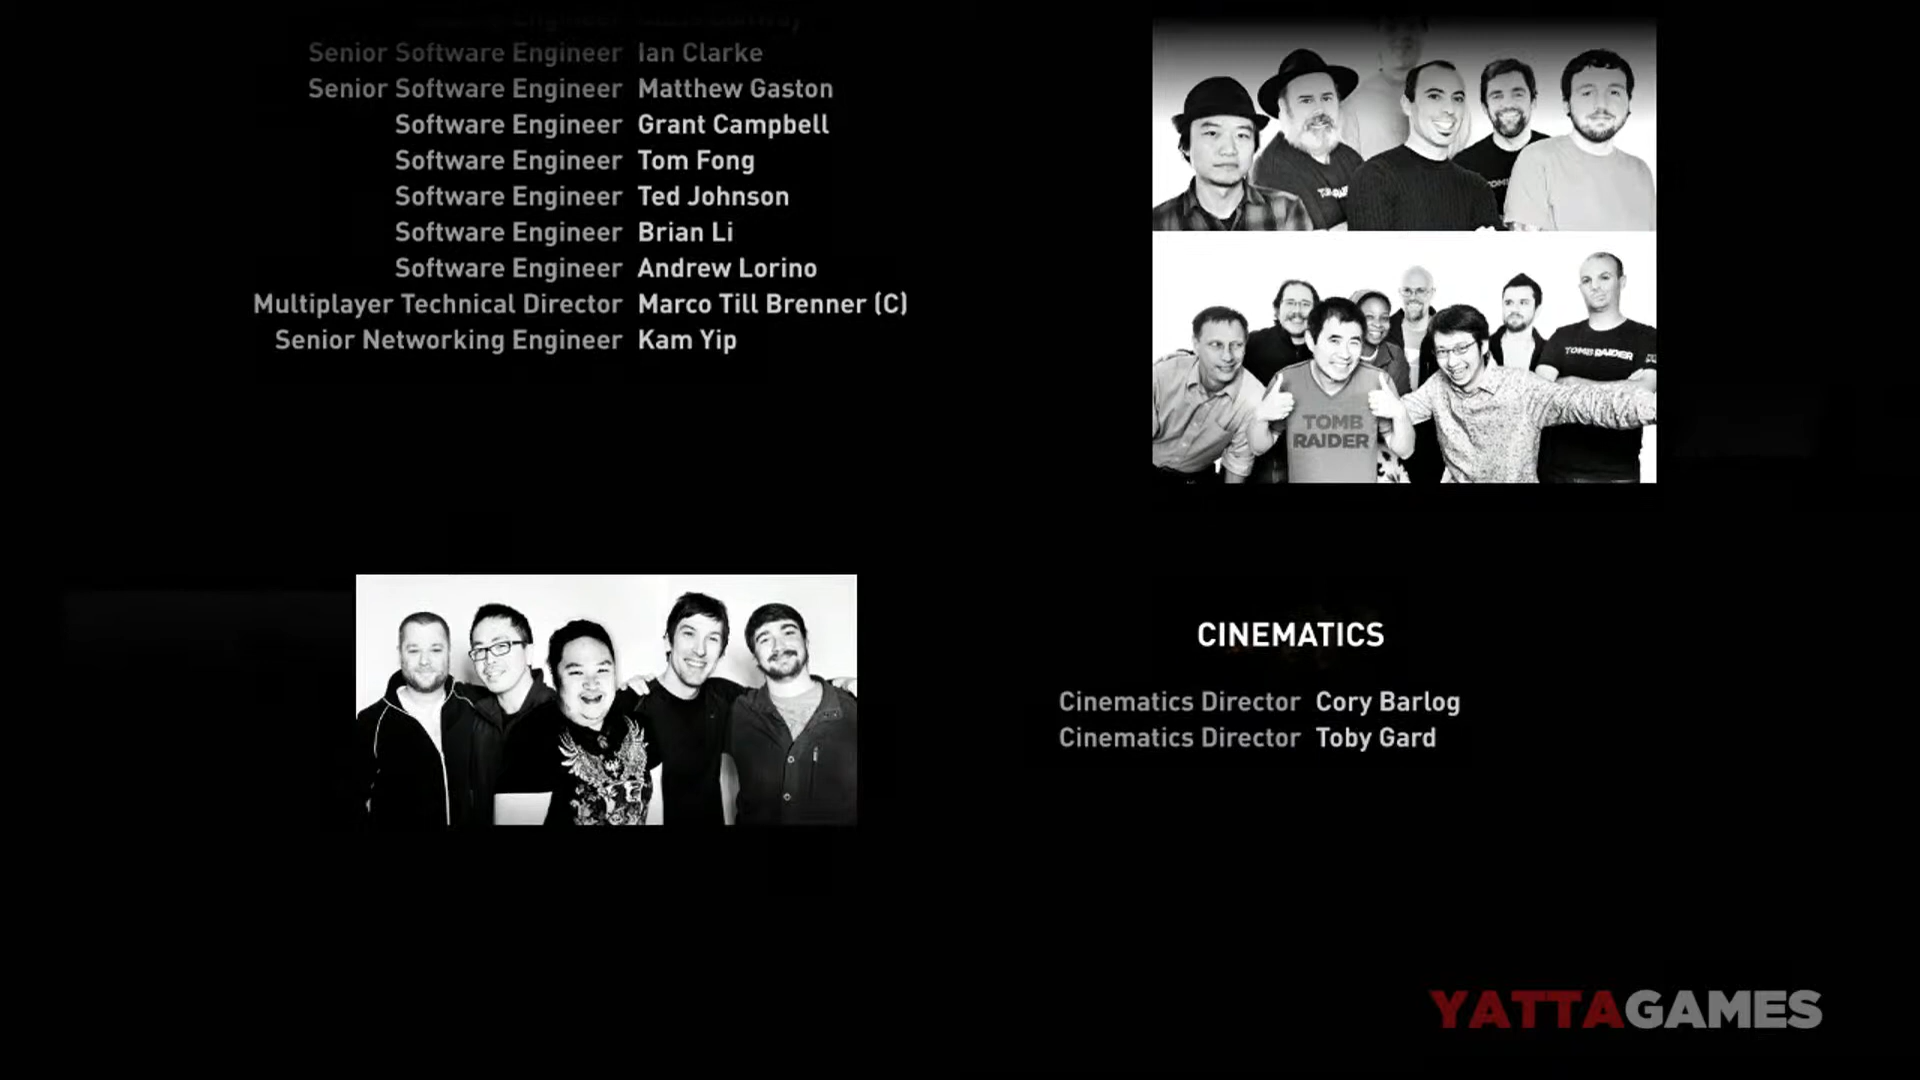 Senior Software Engineer Ian Clarke
Senior Software Engineer Matthew Gaston
Software Engineer Grant Campbell
Software Engineer Tom Fong
Software Engineer Ted Johnson
Software Engineer Brian Li
Software Engineer Andrew Lorino
Multiplayer Technical Director Marco Till Brenner (C)
Senior Networking Engineer Kam Yip
TOMB RAIDER
TOMB
RAIDER
CINEMATICS
Cinematics Director Cory Barlog
Cinematics Director Toby Gard
YATTAGAMES